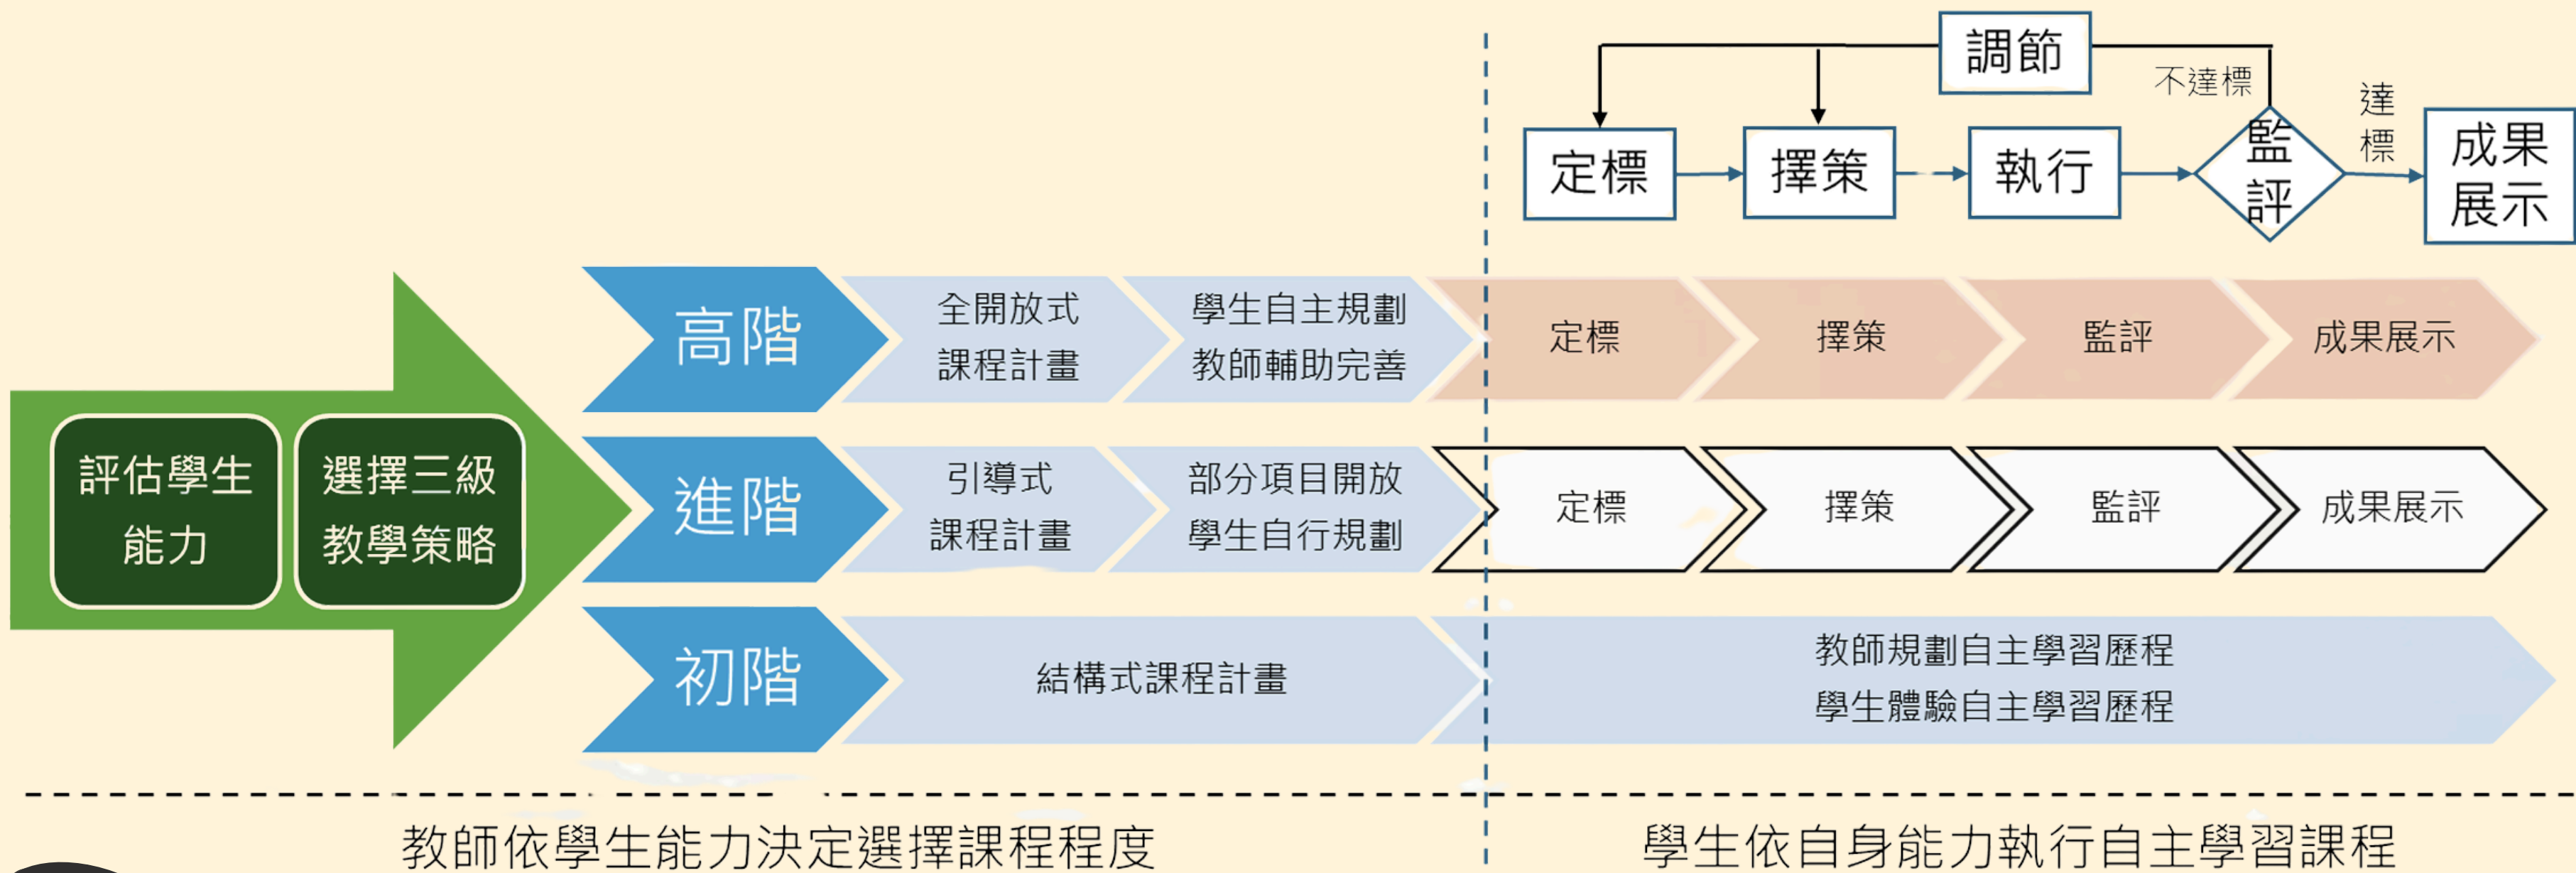 調節
不達標
達標
定標
擇策
執行
監評
成果
展示
評估學生
能力
選擇三級
教學策略
高階
全開放式
課程計畫
學生自主規劃
教師輔助完善
定標
擇策
監評
成果展示
進階
引導式
課程計畫
部分項目開放
學生自行規劃
定標
擇策
監評
成果展示
初階
結構式課程計畫
教師規劃自主學習歷程
學生體驗自主學習歷程
教師依學生能力決定選擇課程程度
學生依自身能力執行自主學習課程